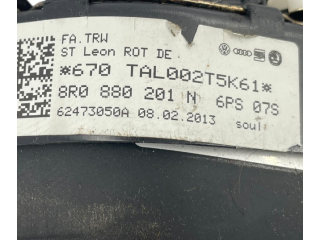 FA.TRW
ST Leon ROT DE
*670 TAL002T5K61*
8R0 880 201 N 6PS 07S
62473050A 08.02.2013 soul